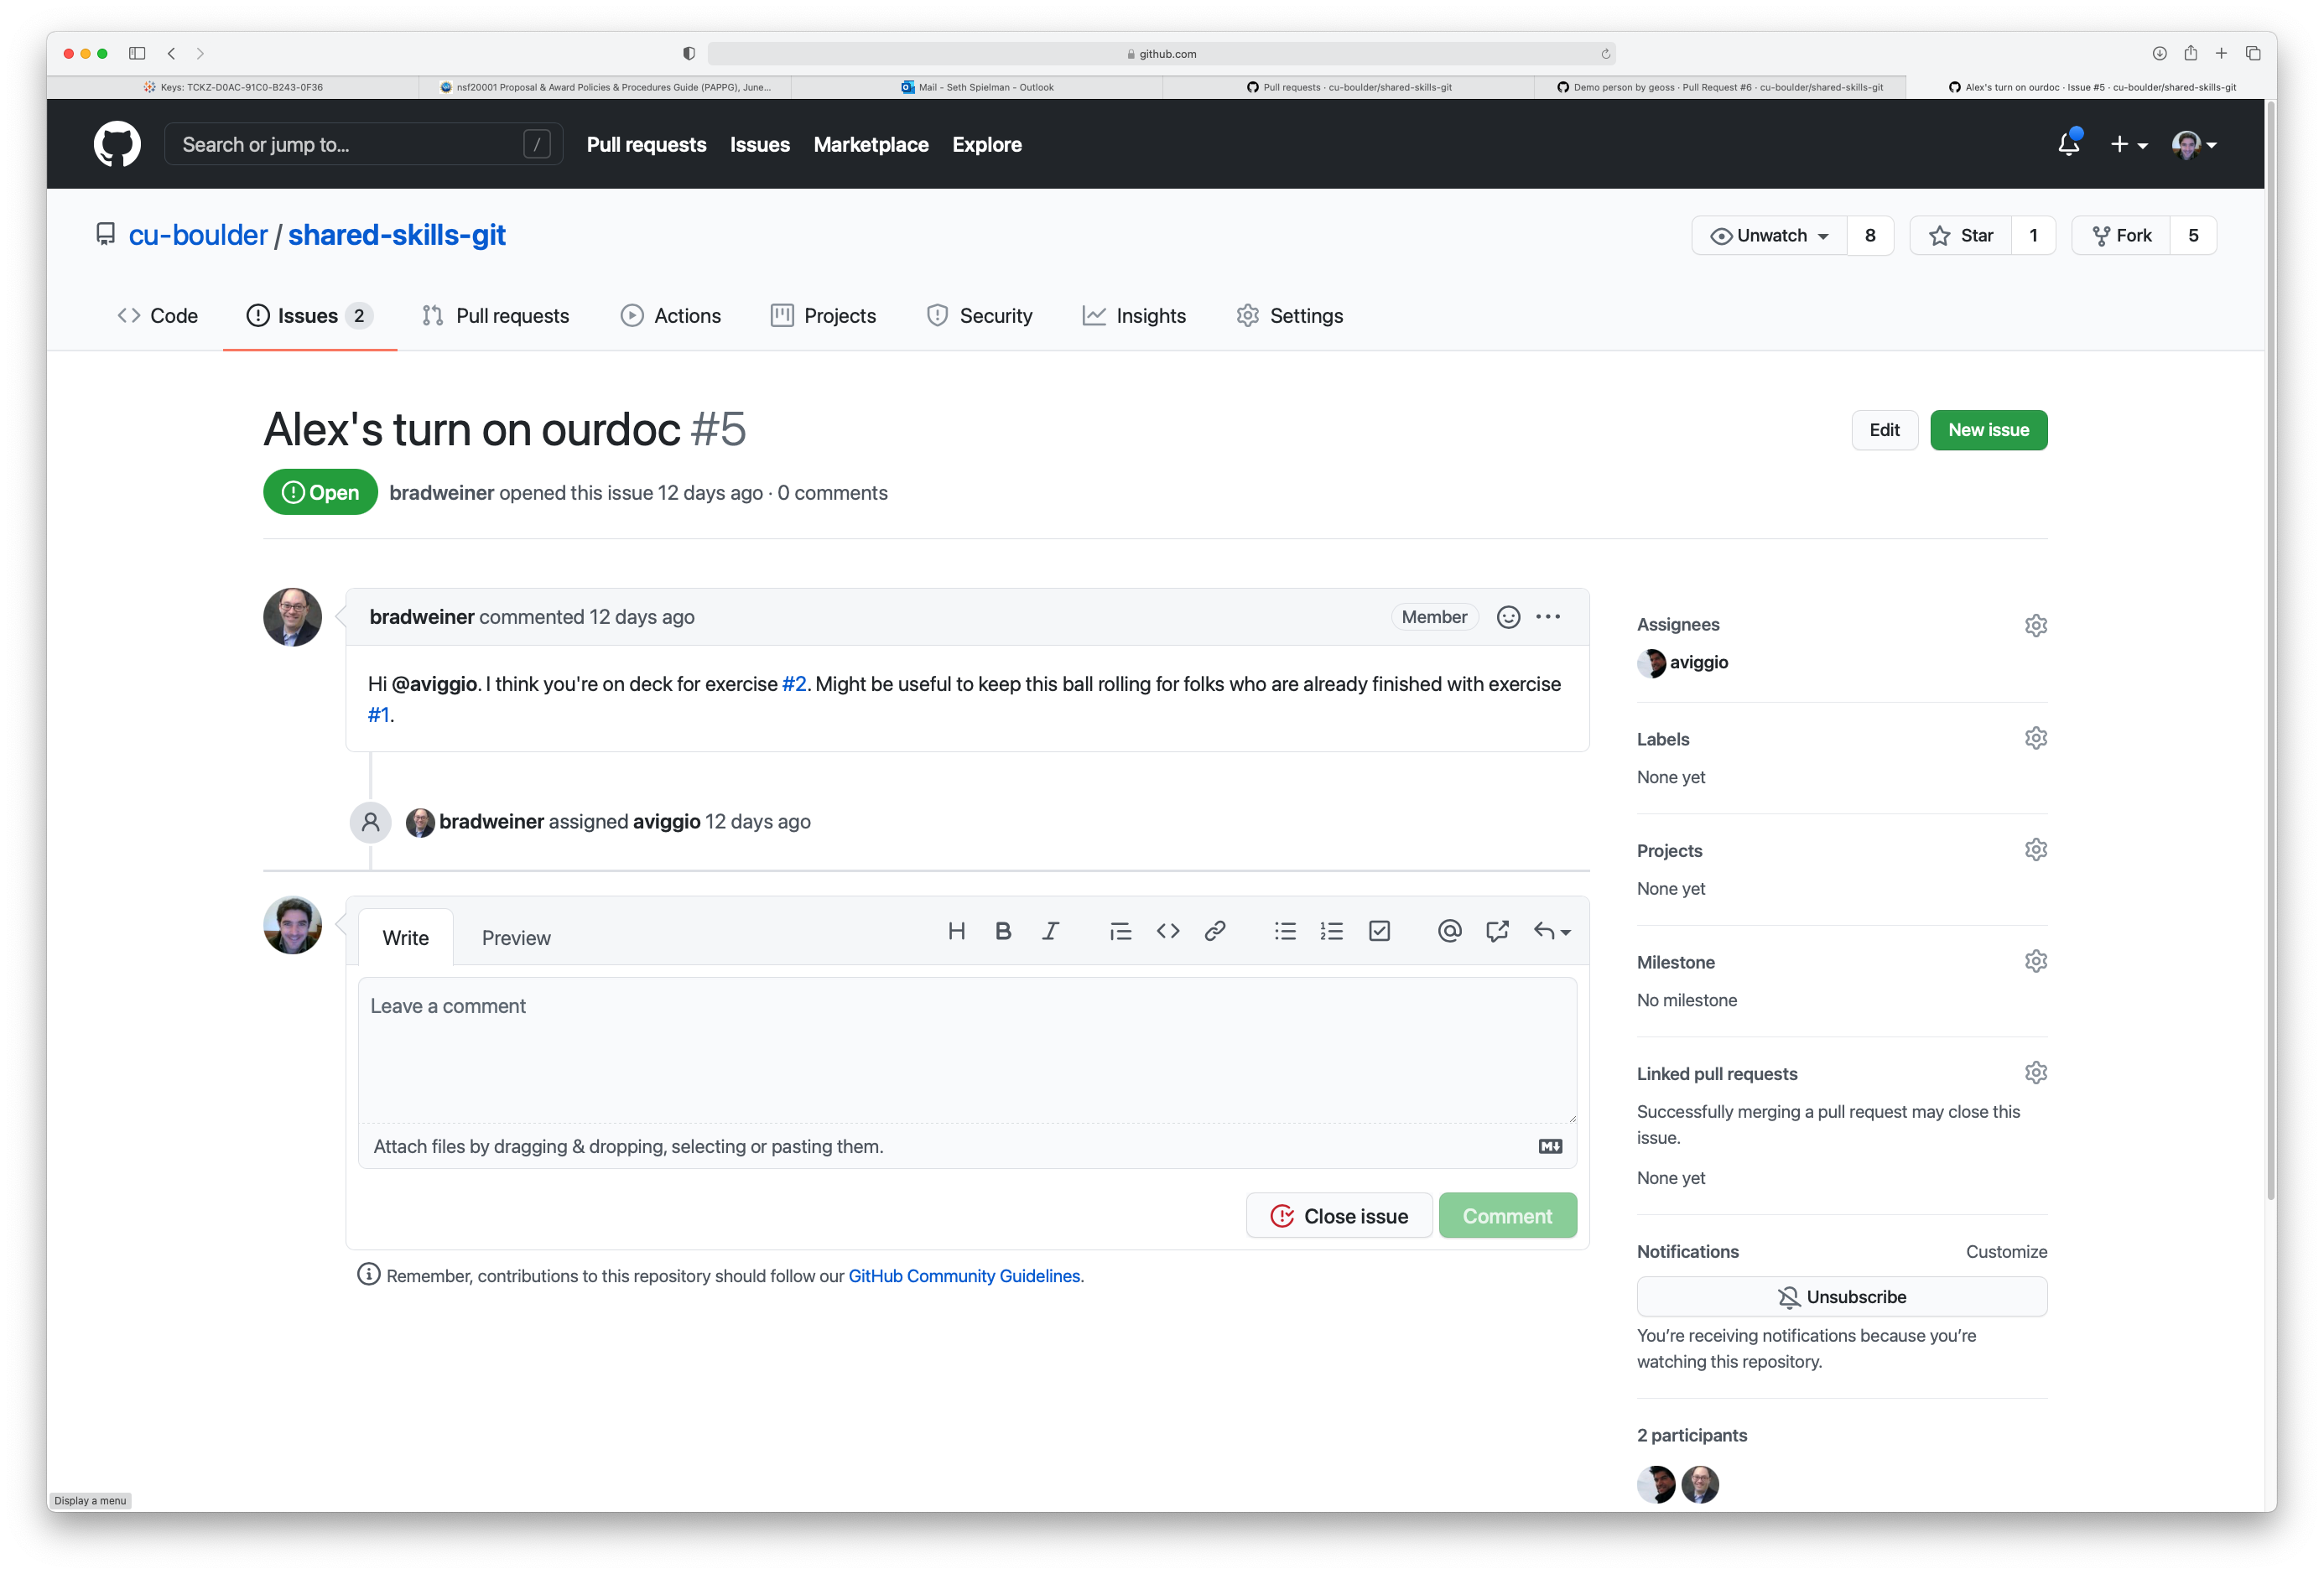 github.com
Keys: TCKZ-D0AC-91C0-B243-0F36
nsf20001 Proposal & Award Policies & Procedures Guide (PAPPG), June...
Mail - Seth Spielman - Outlook
Pull requests · cu-boulder/shared-skills-git
Demo person by geoss · Pull Request #6 · cu-boulder/shared-skills-git
Alex's turn on ourdoc · Issue #5 · cu-boulder/shared-skills-git
Search or jump to... /
Pull requests Issues Marketplace Explore
cu-boulder / shared-skills-git
Unwatch 8 Star 1 Fork 5
Code Issues 2 Pull requests Actions Projects Security Insights Settings
Alex's turn on ourdoc #5
Edit New issue
Open bradweiner opened this issue 12 days ago · 0 comments
bradweiner commented 12 days ago
Member
Hi @aviggio. I think you're on deck for exercise #2. Might be useful to keep this ball rolling for folks who are already finished with exercise
#1.
bradweiner assigned aviggio 12 days ago
Write Preview
H B I
Leave a comment
Attach files by dragging & dropping, selecting or pasting them.
Close issue Comment
Remember, contributions to this repository should follow our GitHub Community Guidelines.
Assignees
aviggio
Labels
None yet
Projects
None yet
Milestone
No milestone
Linked pull requests
Successfully merging a pull request may close this
issue.
None yet
Notifications Customize
Unsubscribe
You're receiving notifications because you're
watching this repository.
2 participants
Display a menu